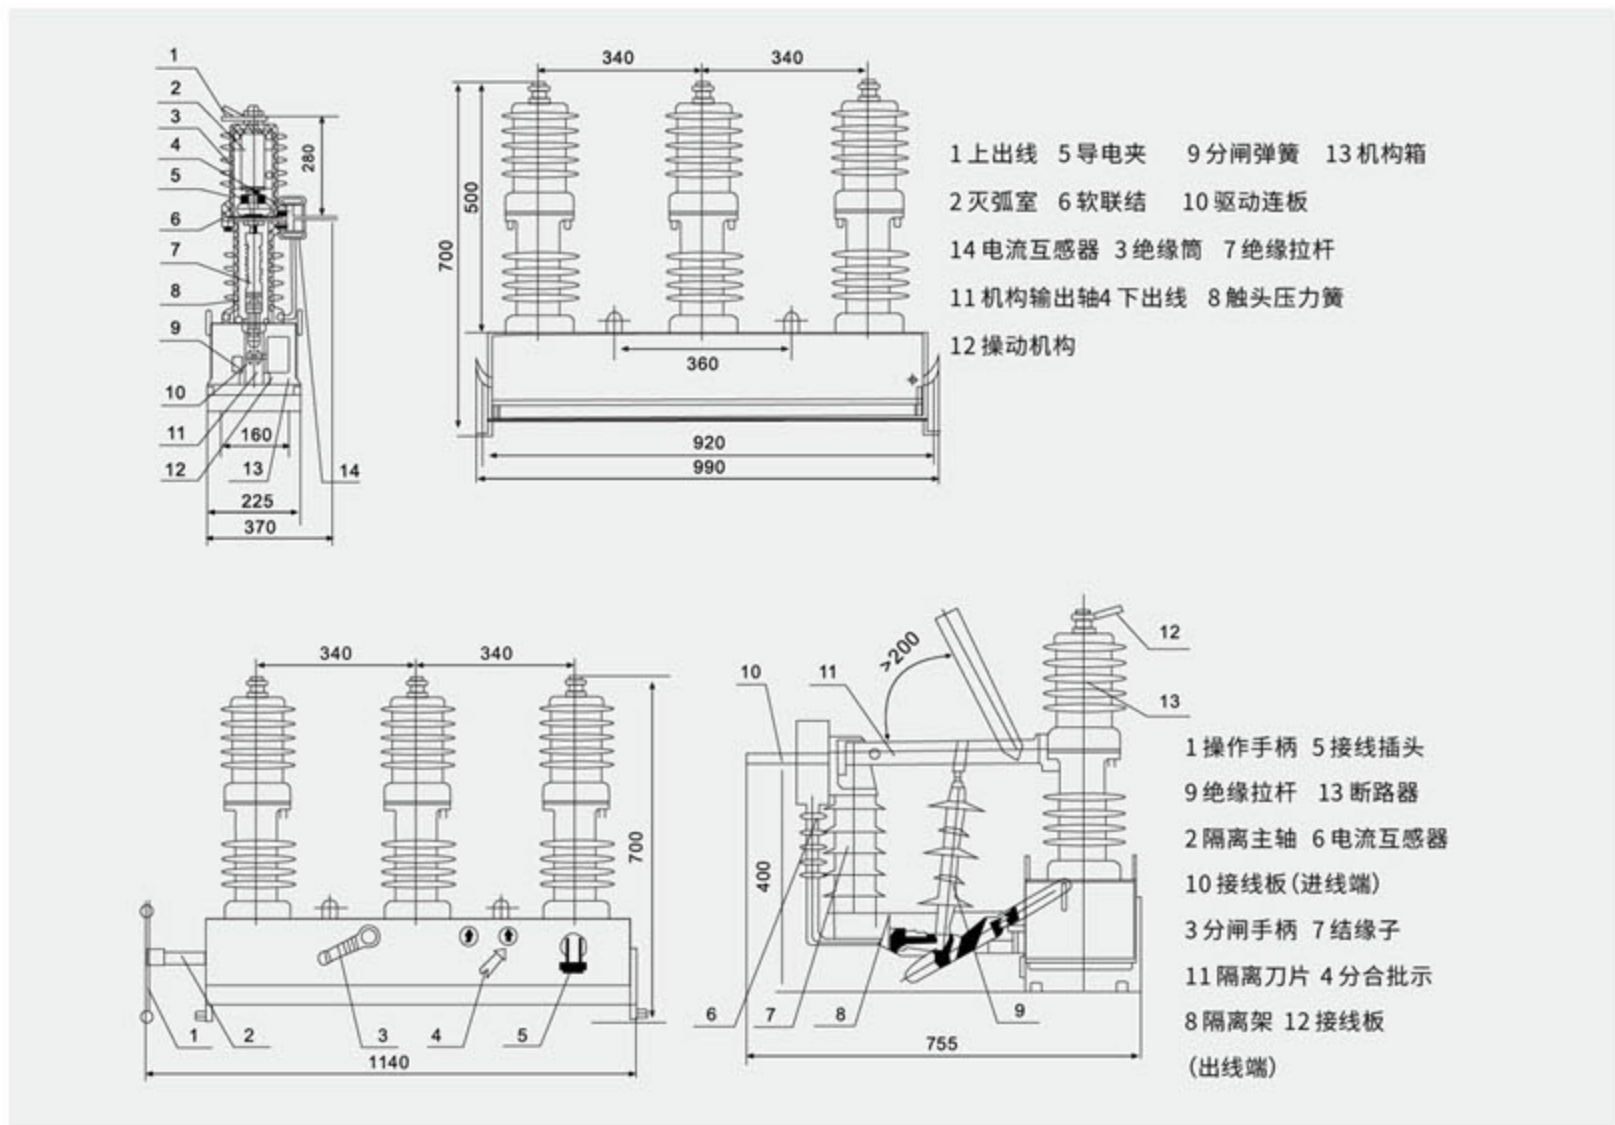 1
2
3
4
5
6
7
8
9
10
11
12
13
14
280
160
225
370
340 340
500
700
360
920
990
1上出线 5导电夹 9分闸弹簧 13机构箱
2灭弧室 6软联结 10驱动连板
14电流互感器 3绝缘筒 7绝缘拉杆
11机构输出轴4下出线 8触头压力簧
12操动机构
340 340
700
1 2 3 4 5
1140
10 11 >200 12
13
400
6 7 8 9
755
1操作手柄 5接线插头
9绝缘拉杆 13断路器
2隔离主轴 6电流互感器
10接线板(进线端)
3分闸手柄 7结缘子
11隔离刀片 4分合批示
8隔离架 12接线板
(出线端)